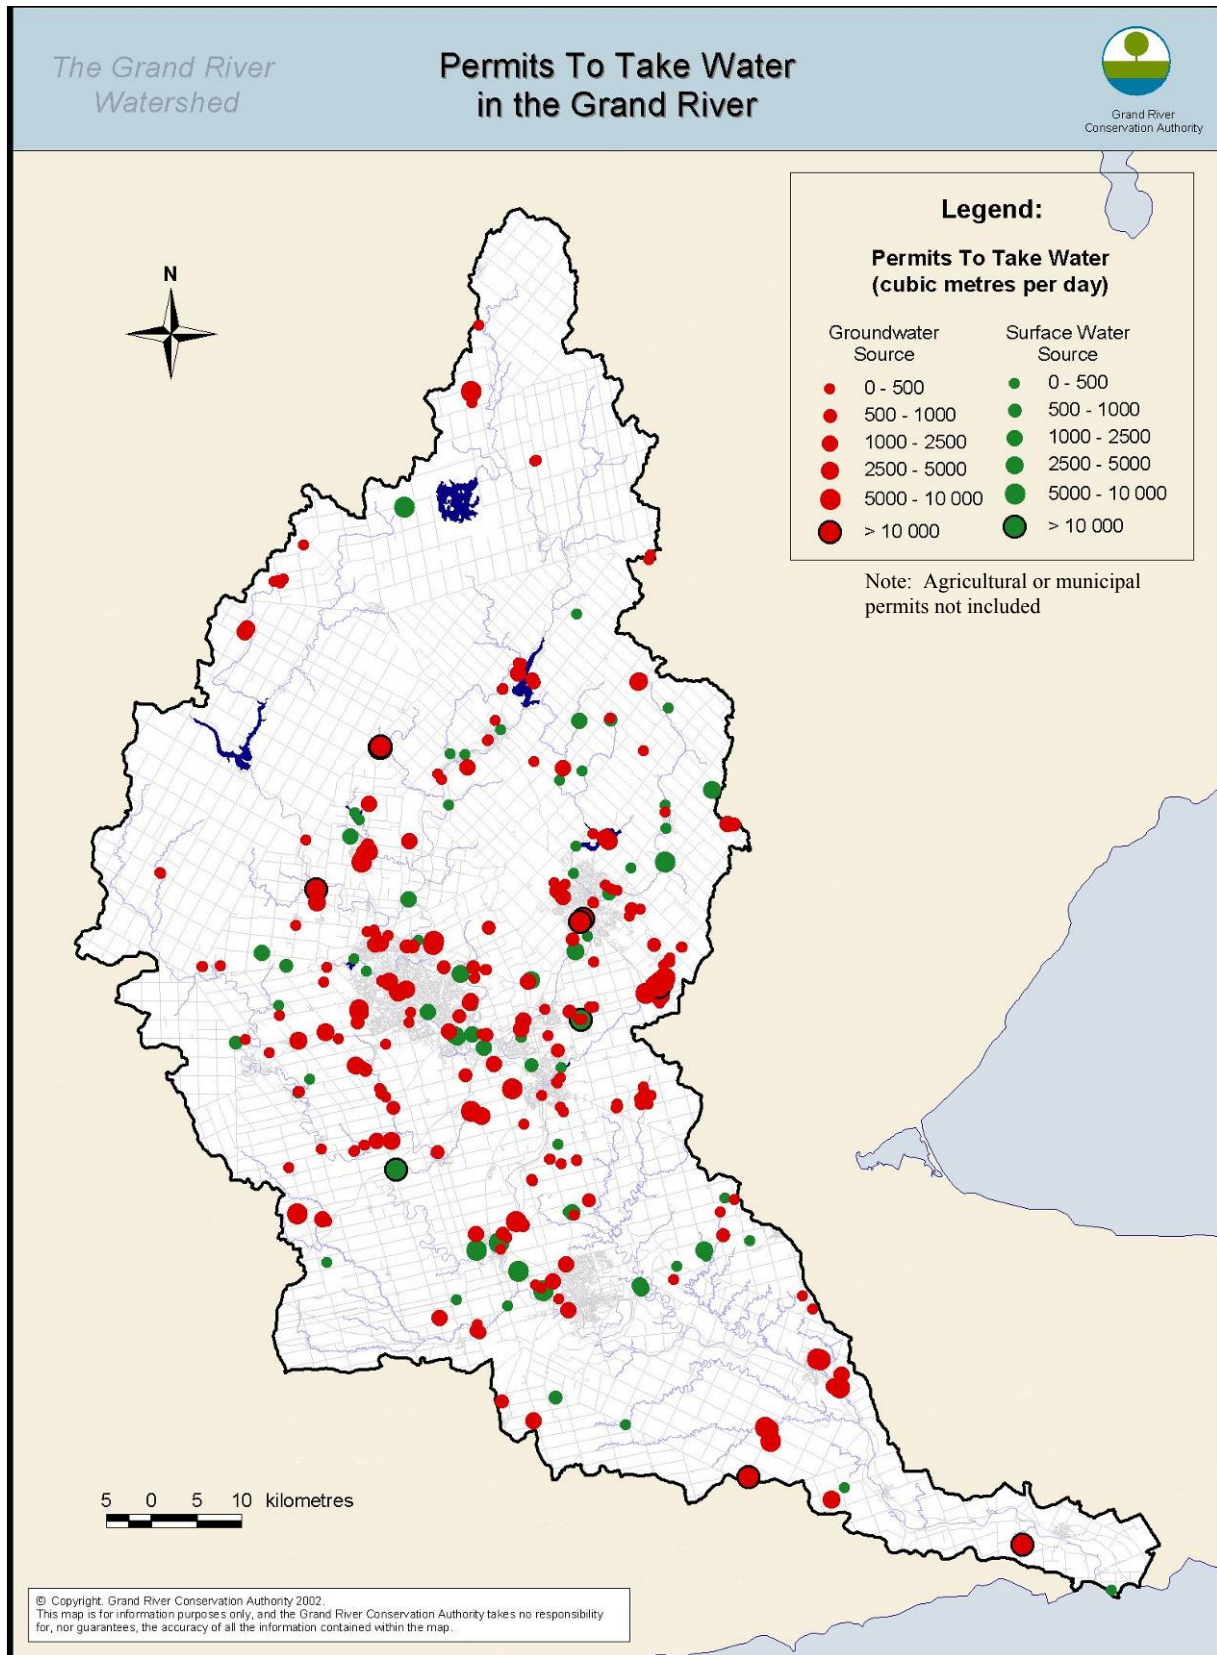 The Grand River
Watershed
Permits To Take Water
in the Grand River
Grand River
Conservation Authority
Legend:
Permits To Take Water
(cubic metres per day)
Groundwater
Source
0 - 500
500 - 1000
1000 - 2500
2500 - 5000
5000 - 10 000
> 10 000
Surface Water
Source
0 - 500
500 - 1000
1000 - 2500
2500 - 5000
5000 - 10 000
> 10 000
Note: Agricultural or municipal
permits not included
N
5 0 5 10 kilometres
© Copyright. Grand River Conservation Authority 2002.
This map is for information purposes only, and the Grand River Conservation Authority takes no responsibility
for, nor guarantees, the accuracy of all the information contained within the map.